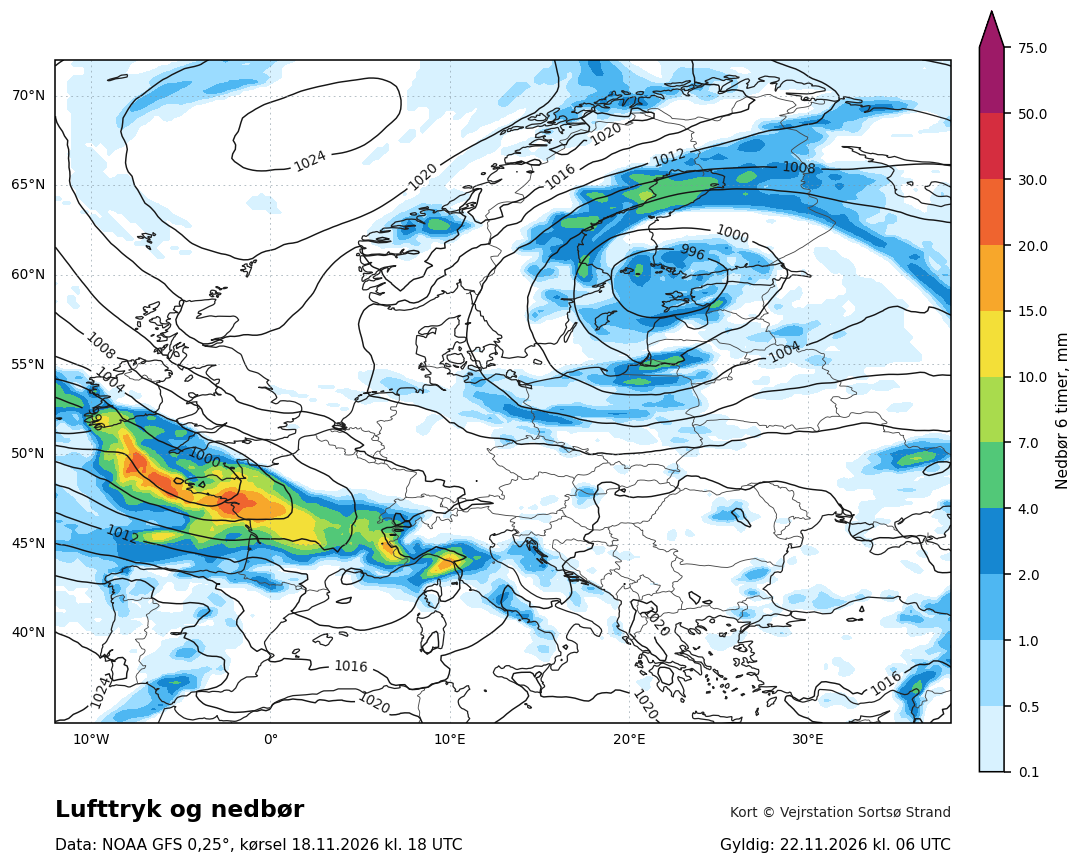 75.0
50.0
30.0
20.0
15.0
10.0
7.0
4.0
2.0
1.0
0.5
0.1
Nedbør 6 timer, mm
70°N
65°N
60°N
55°N
50°N
45°N
40°N
10°W
0°
10°E
20°E
30°E
1024
1020
1020
1016
1012
1008
1000
996
1004
1008
1004
996
1000
1012
1024
1016
1020
1020
1020
1016
Lufttryk og nedbør
Kort © Vejrstation Sortsø Strand
Data: NOAA GFS 0,25°, kørsel 18.11.2026 kl. 18 UTC
Gyldig: 22.11.2026 kl. 06 UTC